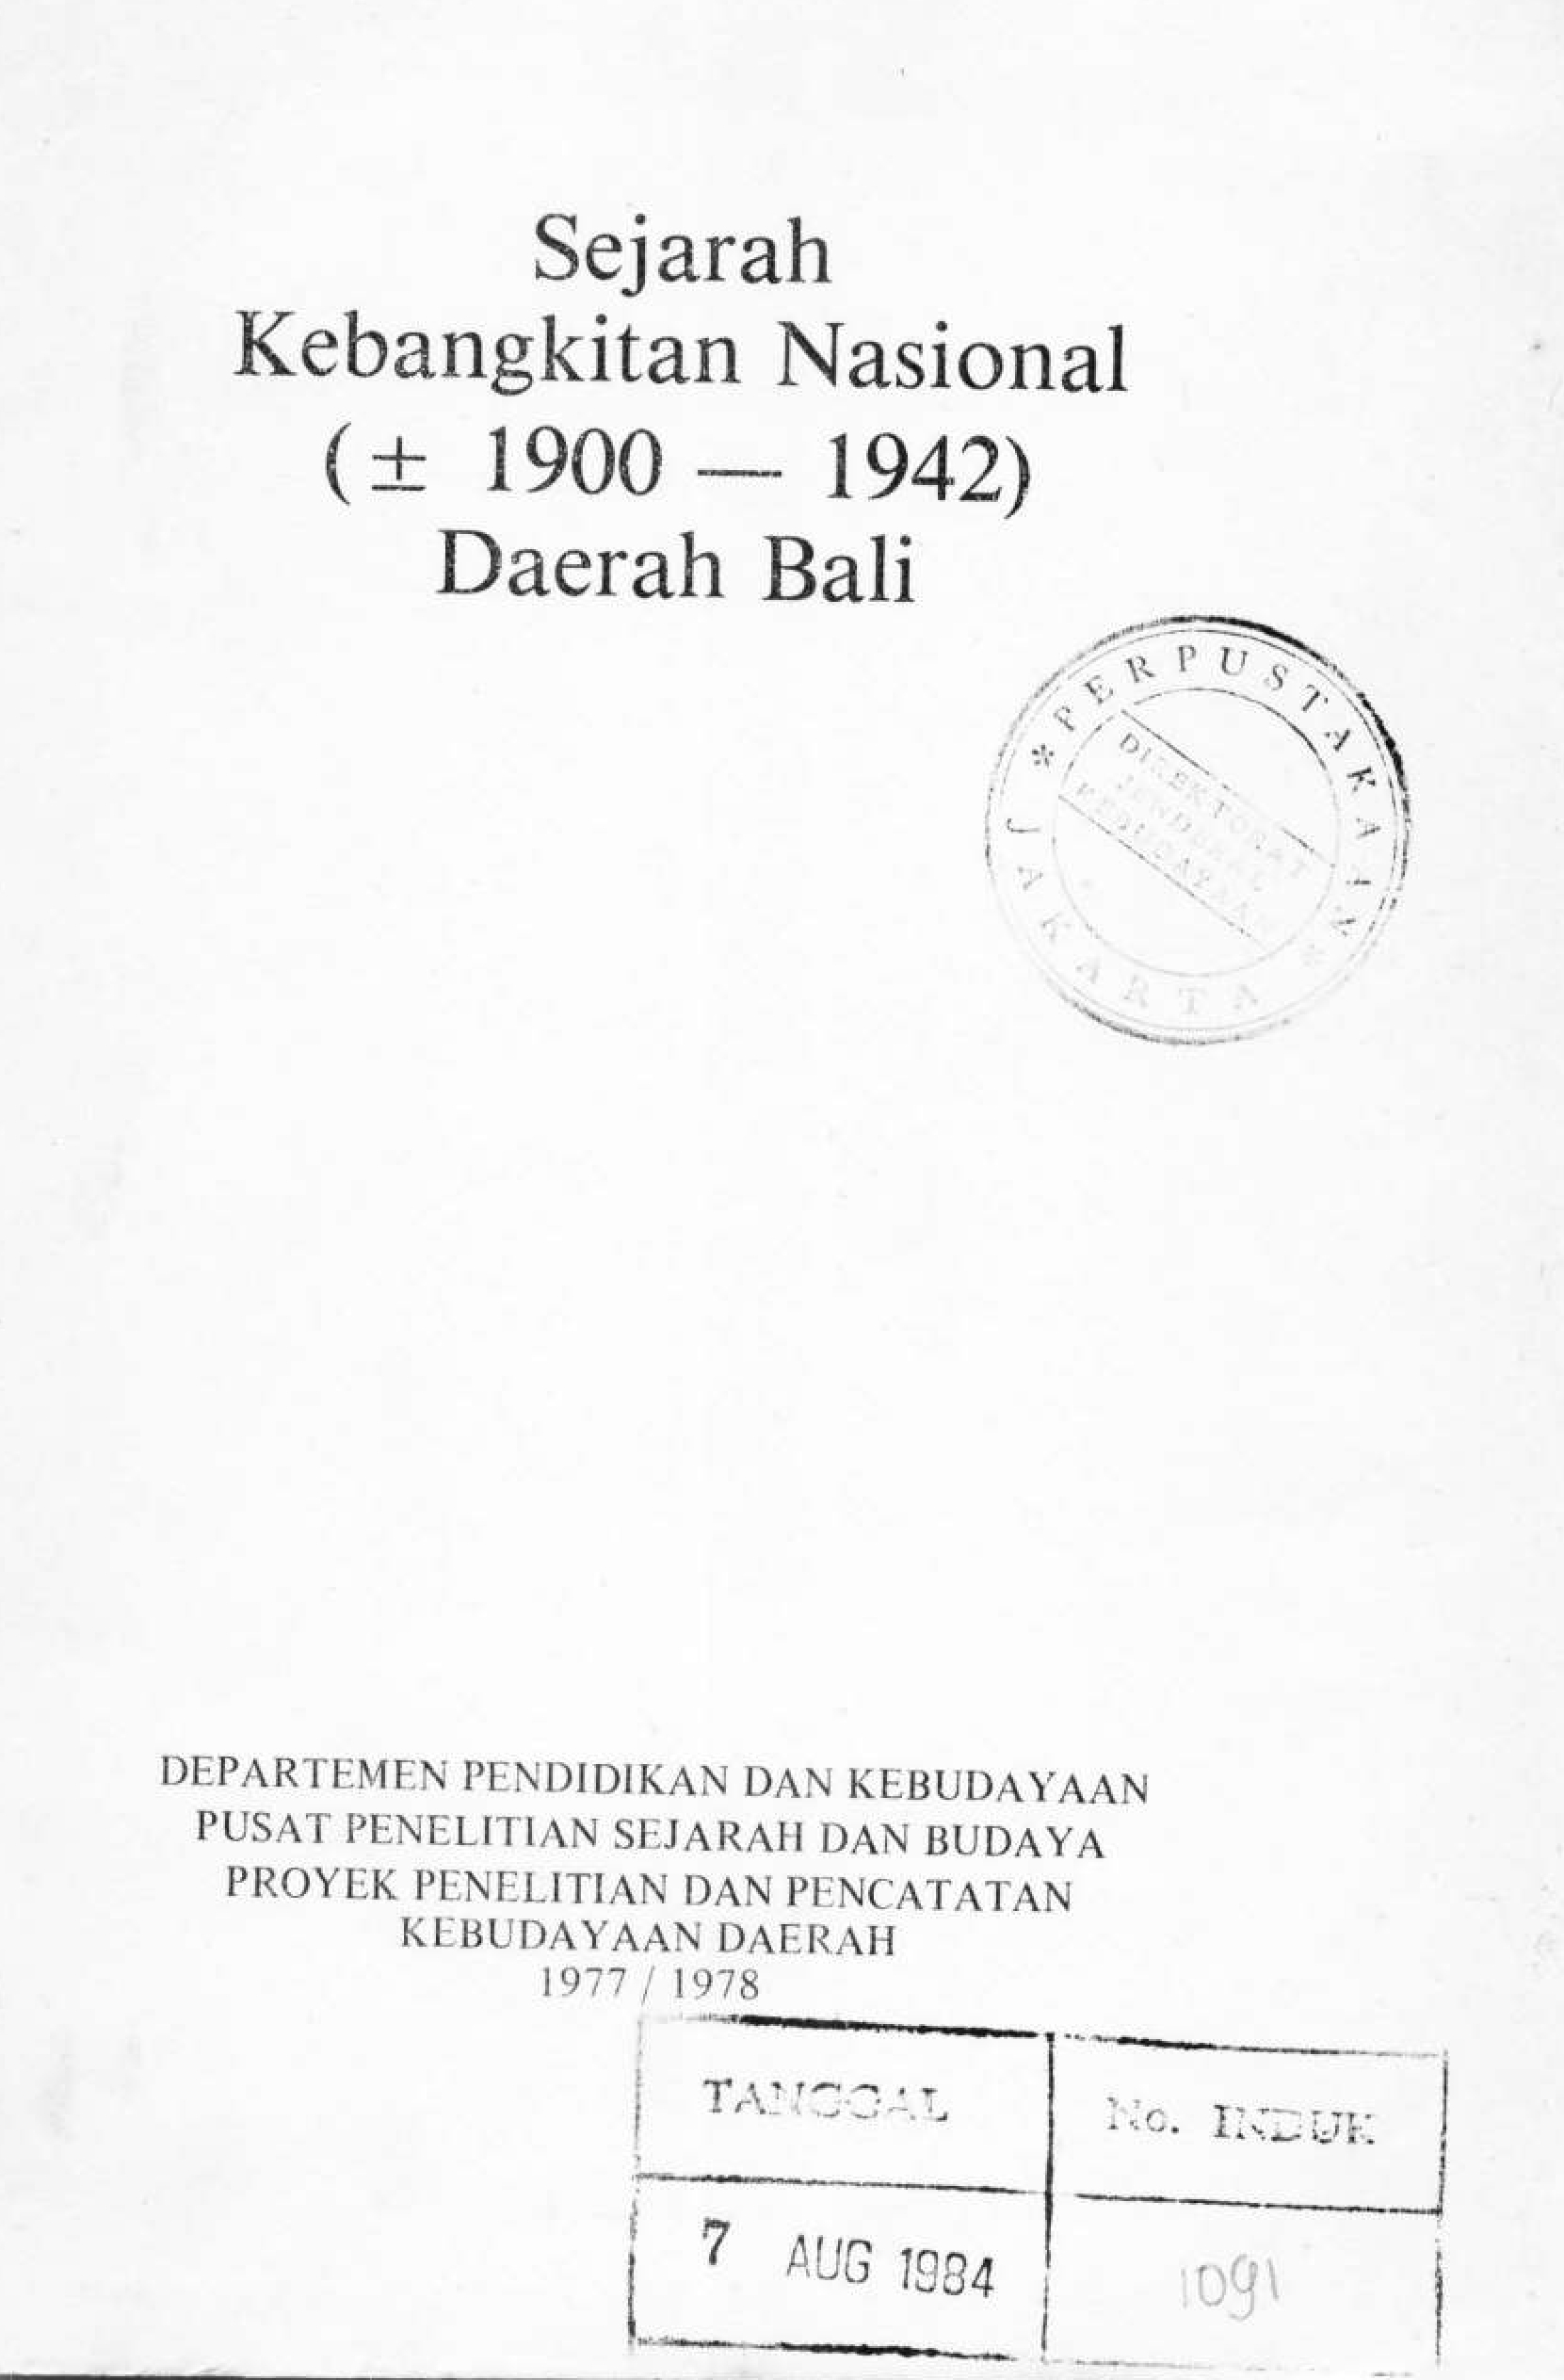 Sejarah
Kebangkitan Nasional
(± 1900 — 1942)
Daerah Bali
* PERPUSTAKAAN *
DIREKTORAT
JENDERAL
KEBUDAYAAN
JAKARTA
DEPARTEMEN PENDIDIKAN DAN KEBUDAYAAN
PUSAT PENELITIAN SEJARAH DAN BUDAYA
PROYEK PENELITIAN DAN PENCATATAN
KEBUDAYAAN DAERAH
1977 / 1978
TANGGAL No. INDUK
7 AUG 1984 1091